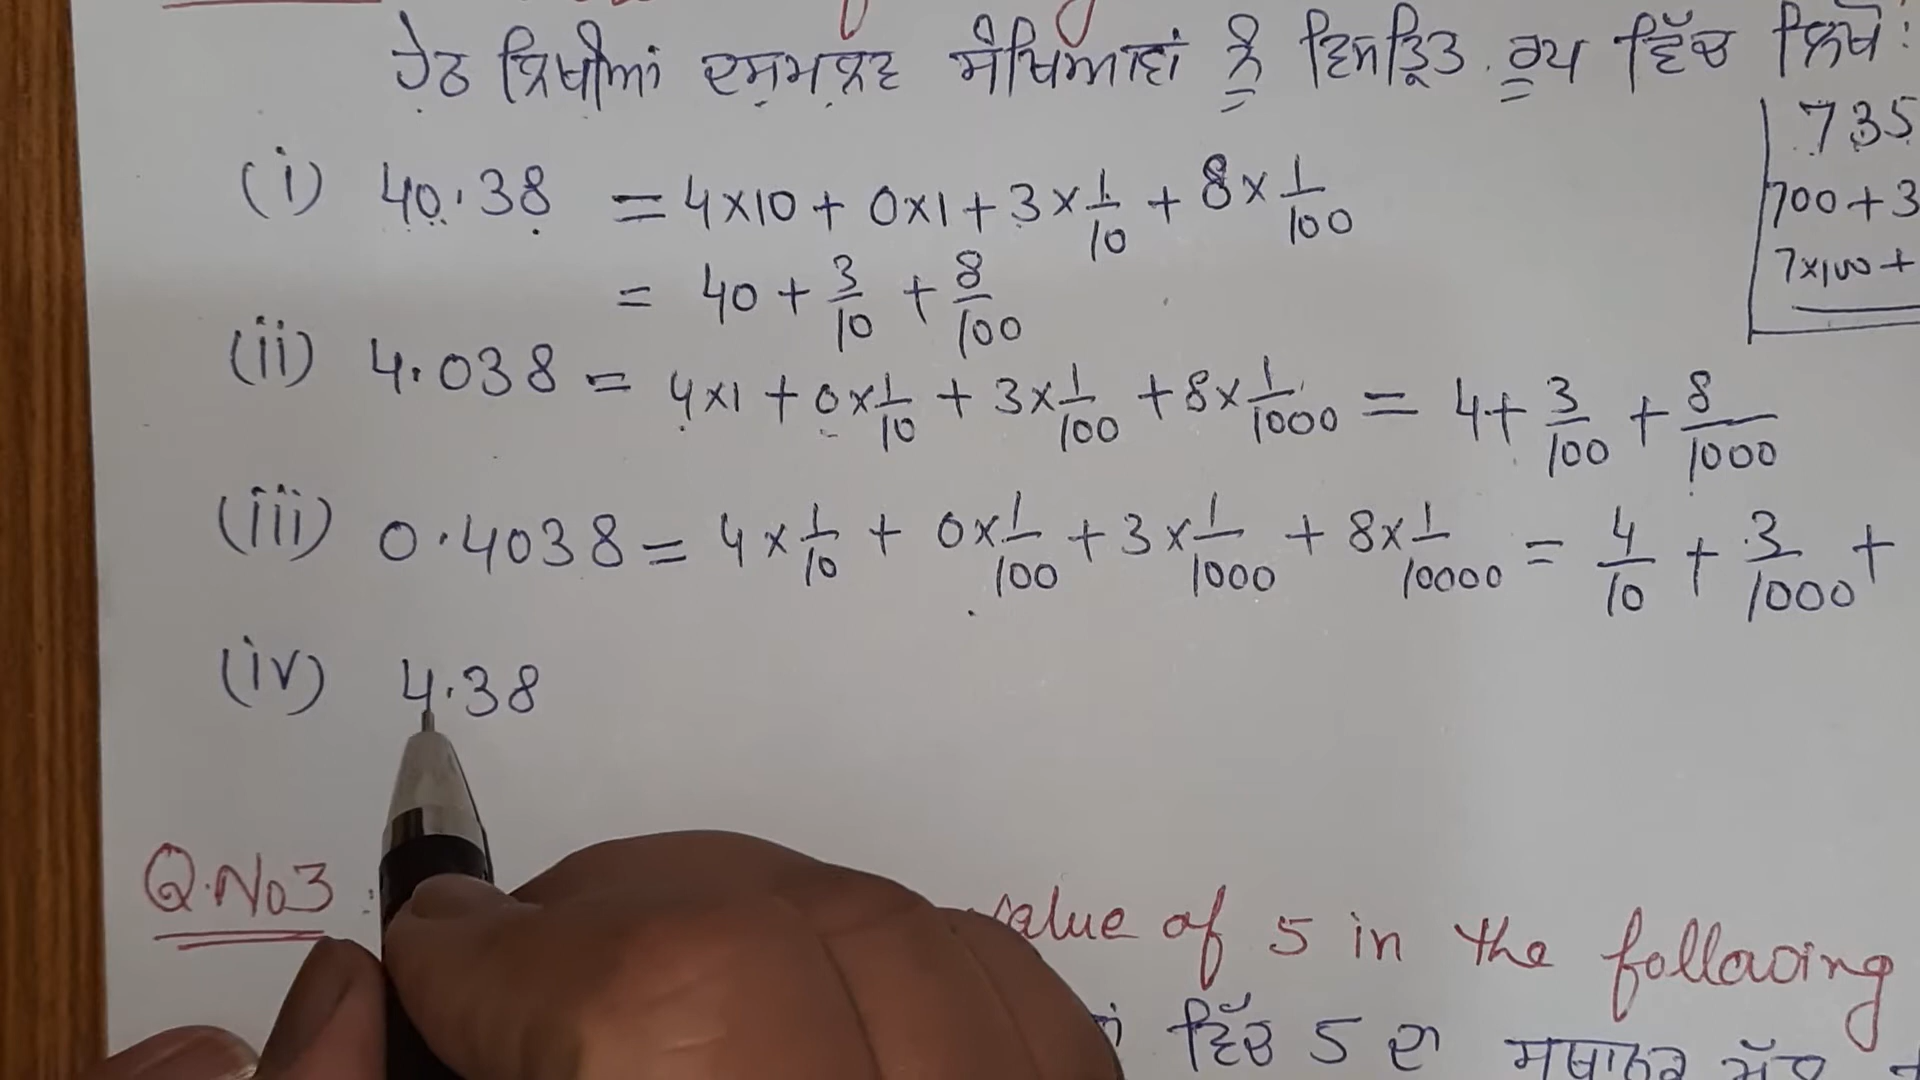 ਹੇਠ ਲਿਖੀਆਂ ਦਸ਼ਮਲਵ ਸੰਖਿਆਵਾਂ ਨੂੰ ਵਿਸਤ੍ਰਿਤ ਰੂਪ ਵਿੱਚ ਲਿਖੋ:
735
700+3
7×100+
(i) 40.38 = 4×10 + 0×1 + 3×1/10 + 8×1/100
= 40 + 3/10 + 8/100
(ii) 4.038 = 4×1 + 0×1/10 + 3×1/100 + 8×1/1000 = 4 + 3/100 + 8/1000
(iii) 0.4038 = 4×1/10 + 0×1/100 + 3×1/1000 + 8×1/10000 = 4/10 + 3/1000 +
(iv) 4.38
Q.No3 : value of 5 in the following
ਵਿੱਚ 5 ਦਾ ਸਥਾਨਕ ਮੁੱਲ